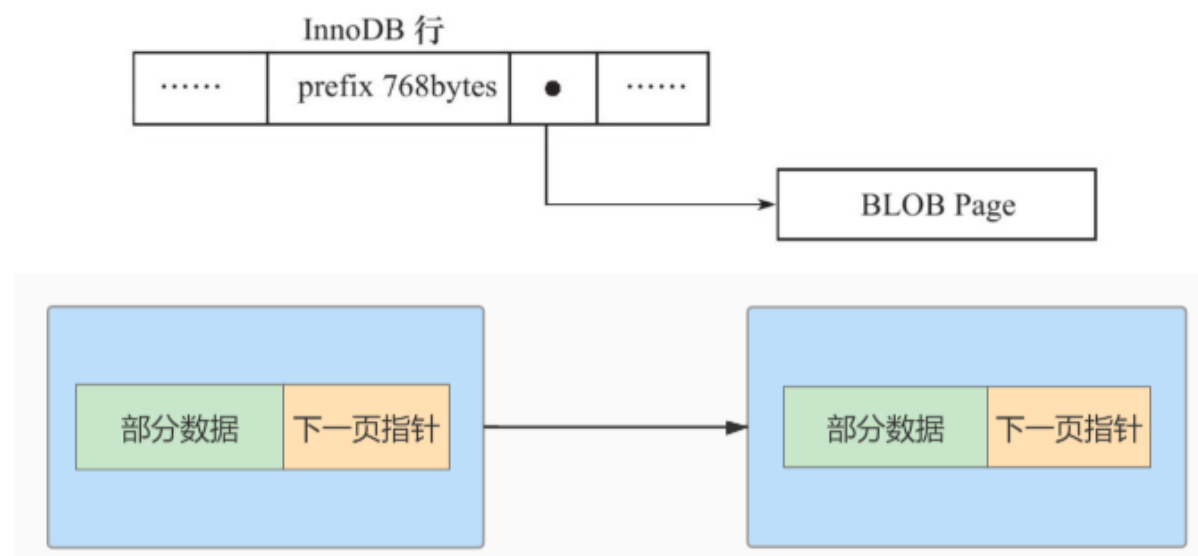 InnoDB 行
…… prefix 768bytes ● ……
BLOB Page
部分数据 下一页指针 部分数据 下一页指针